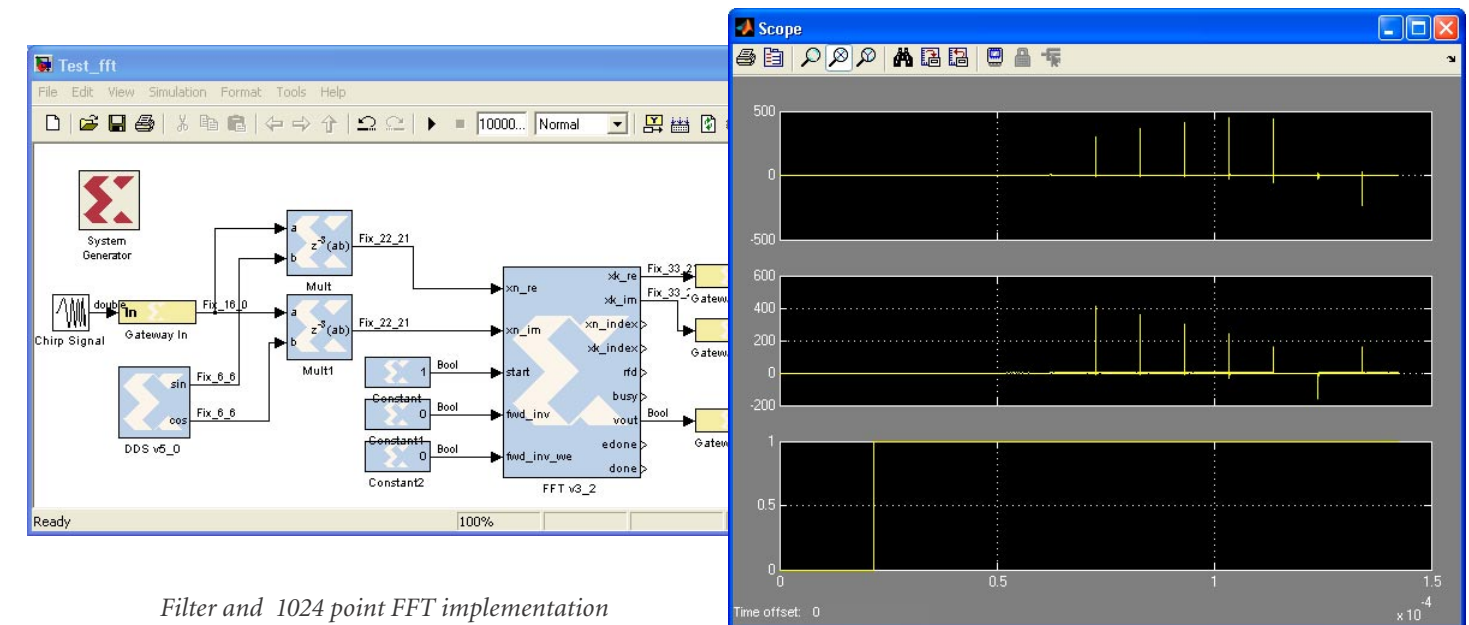 Test_fft
File Edit View Simulation Format Tools Help
10000... Normal
System
Generator
Chirp Signal
double
In
Gateway In
Fix_16_0
sin
cos
DDS v5_0
Fix_6_6
Fix_6_6
a
b
z-3(ab)
Mult
Fix_22_21
a
b
z-3(ab)
Mult1
Fix_22_21
1
Bool
Constant
0
Bool
Constant1
0
Bool
Constant2
xn_re
xn_im
start
fwd_inv
fwd_inv_we
xk_re
xk_im
xn_index
xk_index
rfd
busy
vout
edone
done
FFT v3_2
Bool
Ready 100%
Filter and 1024 point FFT implementation
Scope
500
0
-500
600
400
200
0
-200
1
0.5
0
0 0.5 1 1.5
x 10-4
Time offset: 0